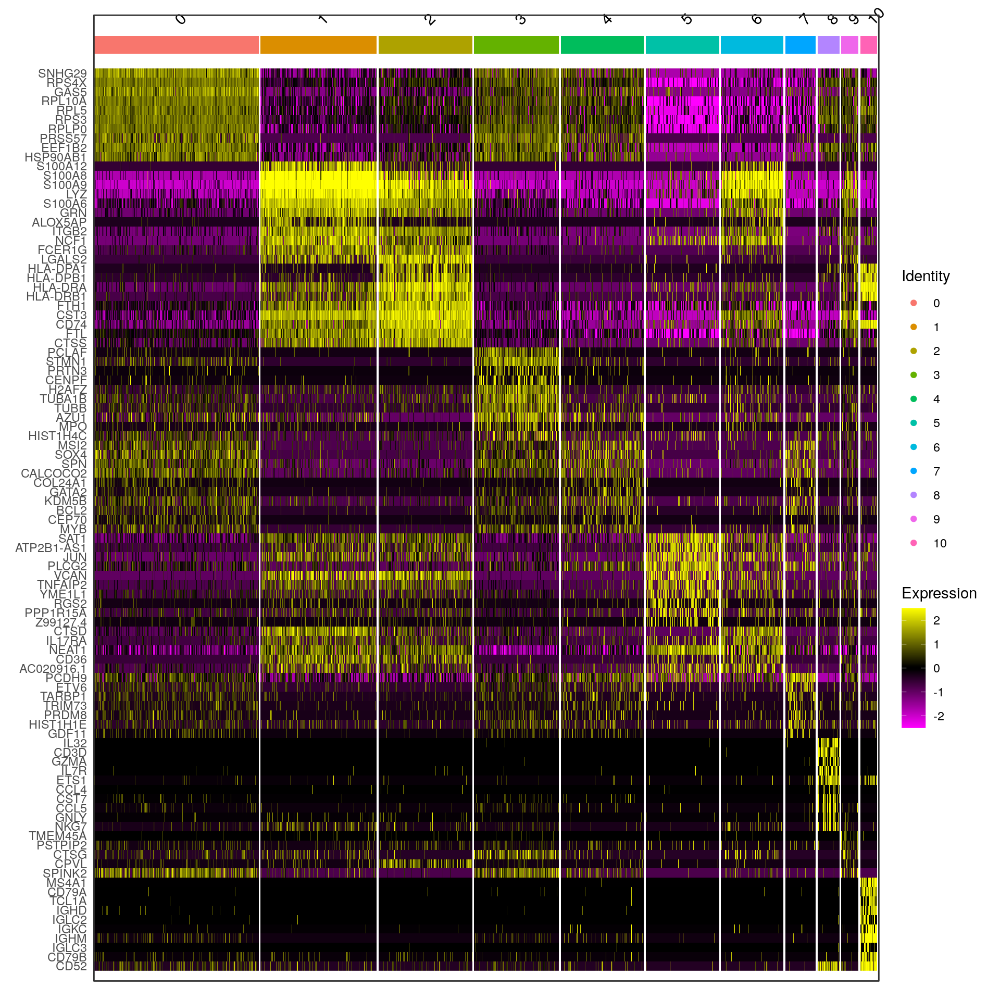 0 1 2 3 4 5 6 7 8 9 10
SNHG29
RPS4X
GAS5
RPL10A
RPL5
RPS3
RPLP0
PRSS57
EEF1B2
HSP90AB1
S100A12
S100A8
S100A9
LYZ
S100A6
GRN
ALOX5AP
ITGB2
NCF1
FCER1G
LGALS2
HLA-DPA1
HLA-DPB1
HLA-DRA
HLA-DRB1
FTH1
CST3
CD74
FTL
CTSS
PCLAF
STMN1
PRTN3
CENPF
H2AFZ
TUBA1B
TUBB
AZU1
MPO
HIST1H4C
MSI2
SOX4
SPN
CALCOCO2
COL24A1
GATA2
KDM5B
BCL2
CEP70
MYB
SAT1
ATP2B1-AS1
JUN
PLCG2
VCAN
TNFAIP2
YME1L1
RGS2
PPP1R15A
Z99127.4
CTSD
IL17RA
NEAT1
CD36
AC020916.1
PCDH9
ETV6
TARBP1
TRIM73
PRDM8
HIST1H1E
GDF11
IL32
CD3D
GZMA
IL7R
ETS1
CCL4
CST7
CCL5
GNLY
NKG7
TMEM45A
PSTPIP2
CTSG
CPVL
SPINK2
MS4A1
CD79A
TCL1A
IGHD
IGLC2
IGKC
IGHM
IGLC3
CD79B
CD52
Identity
0
1
2
3
4
5
6
7
8
9
10
Expression
2
1
0
-1
-2